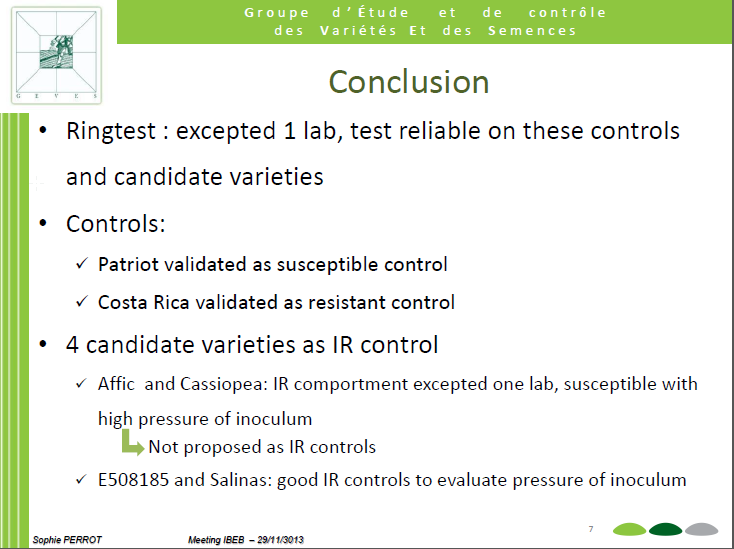 Groupe d'Étude et de contrôle
des Variétés Et des Semences
G E V E S
Conclusion
• Ringtest : excepted 1 lab, test reliable on these controls
and candidate varieties
• Controls:
✓ Patriot validated as susceptible control
✓ Costa Rica validated as resistant control
• 4 candidate varieties as IR control
✓ Affic and Cassiopea: IR comportment excepted one lab, susceptible with
high pressure of inoculum
Not proposed as IR controls
✓ E508185 and Salinas: good IR controls to evaluate pressure of inoculum
7
Sophie PERROT Meeting IBEB – 29/11/3013